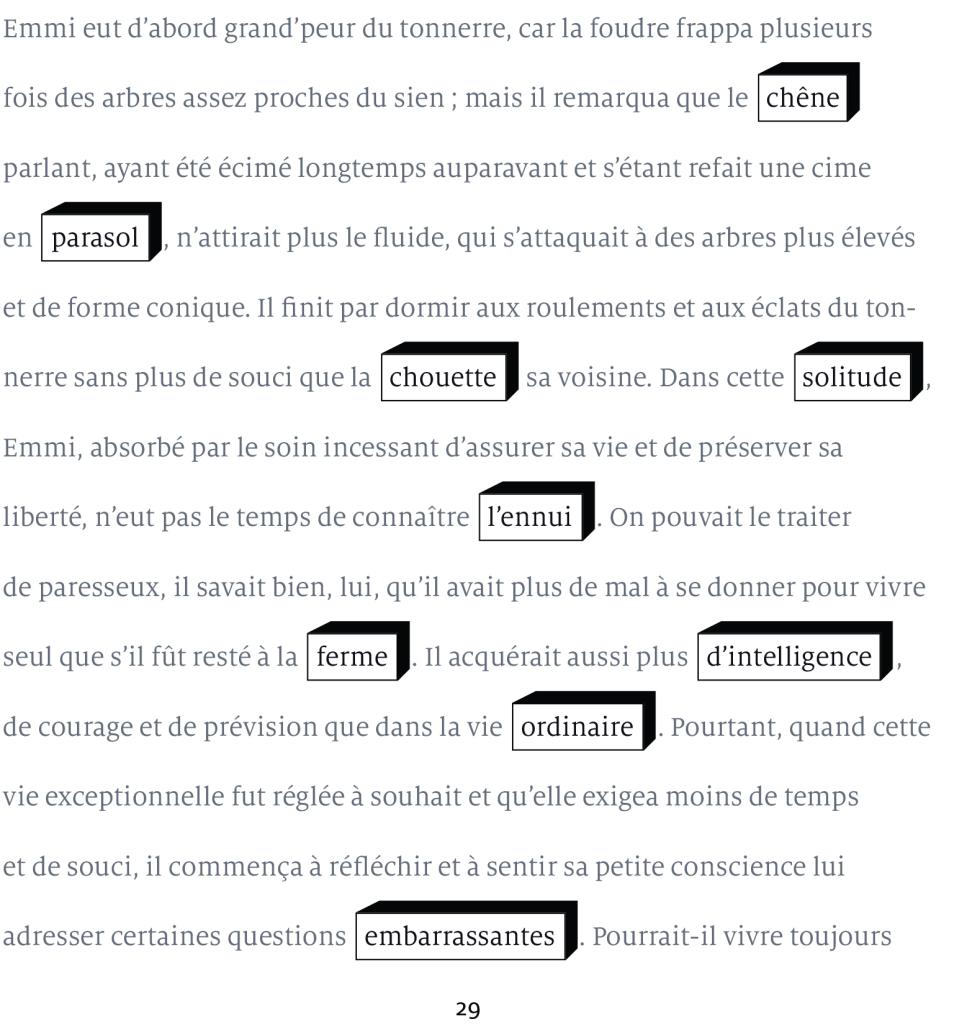 Emmi eut d’abord grand’peur du tonnerre, car la foudre frappa plusieurs
fois des arbres assez proches du sien ; mais il remarqua que le chêne
parlant, ayant été écimé longtemps auparavant et s’étant refait une cime
en parasol, n’attirait plus le fluide, qui s’attaquait à des arbres plus élevés
et de forme conique. Il finit par dormir aux roulements et aux éclats du ton-
nerre sans plus de souci que la chouette sa voisine. Dans cette solitude,
Emmi, absorbé par le soin incessant d’assurer sa vie et de préserver sa
liberté, n’eut pas le temps de connaître l’ennui. On pouvait le traiter
de paresseux, il savait bien, lui, qu’il avait plus de mal à se donner pour vivre
seul que s’il fût resté à la ferme. Il acquérait aussi plus d’intelligence,
de courage et de prévision que dans la vie ordinaire. Pourtant, quand cette
vie exceptionnelle fut réglée à souhait et qu’elle exigea moins de temps
et de souci, il commença à réfléchir et à sentir sa petite conscience lui
adresser certaines questions embarrassantes. Pourrait-il vivre toujours
29